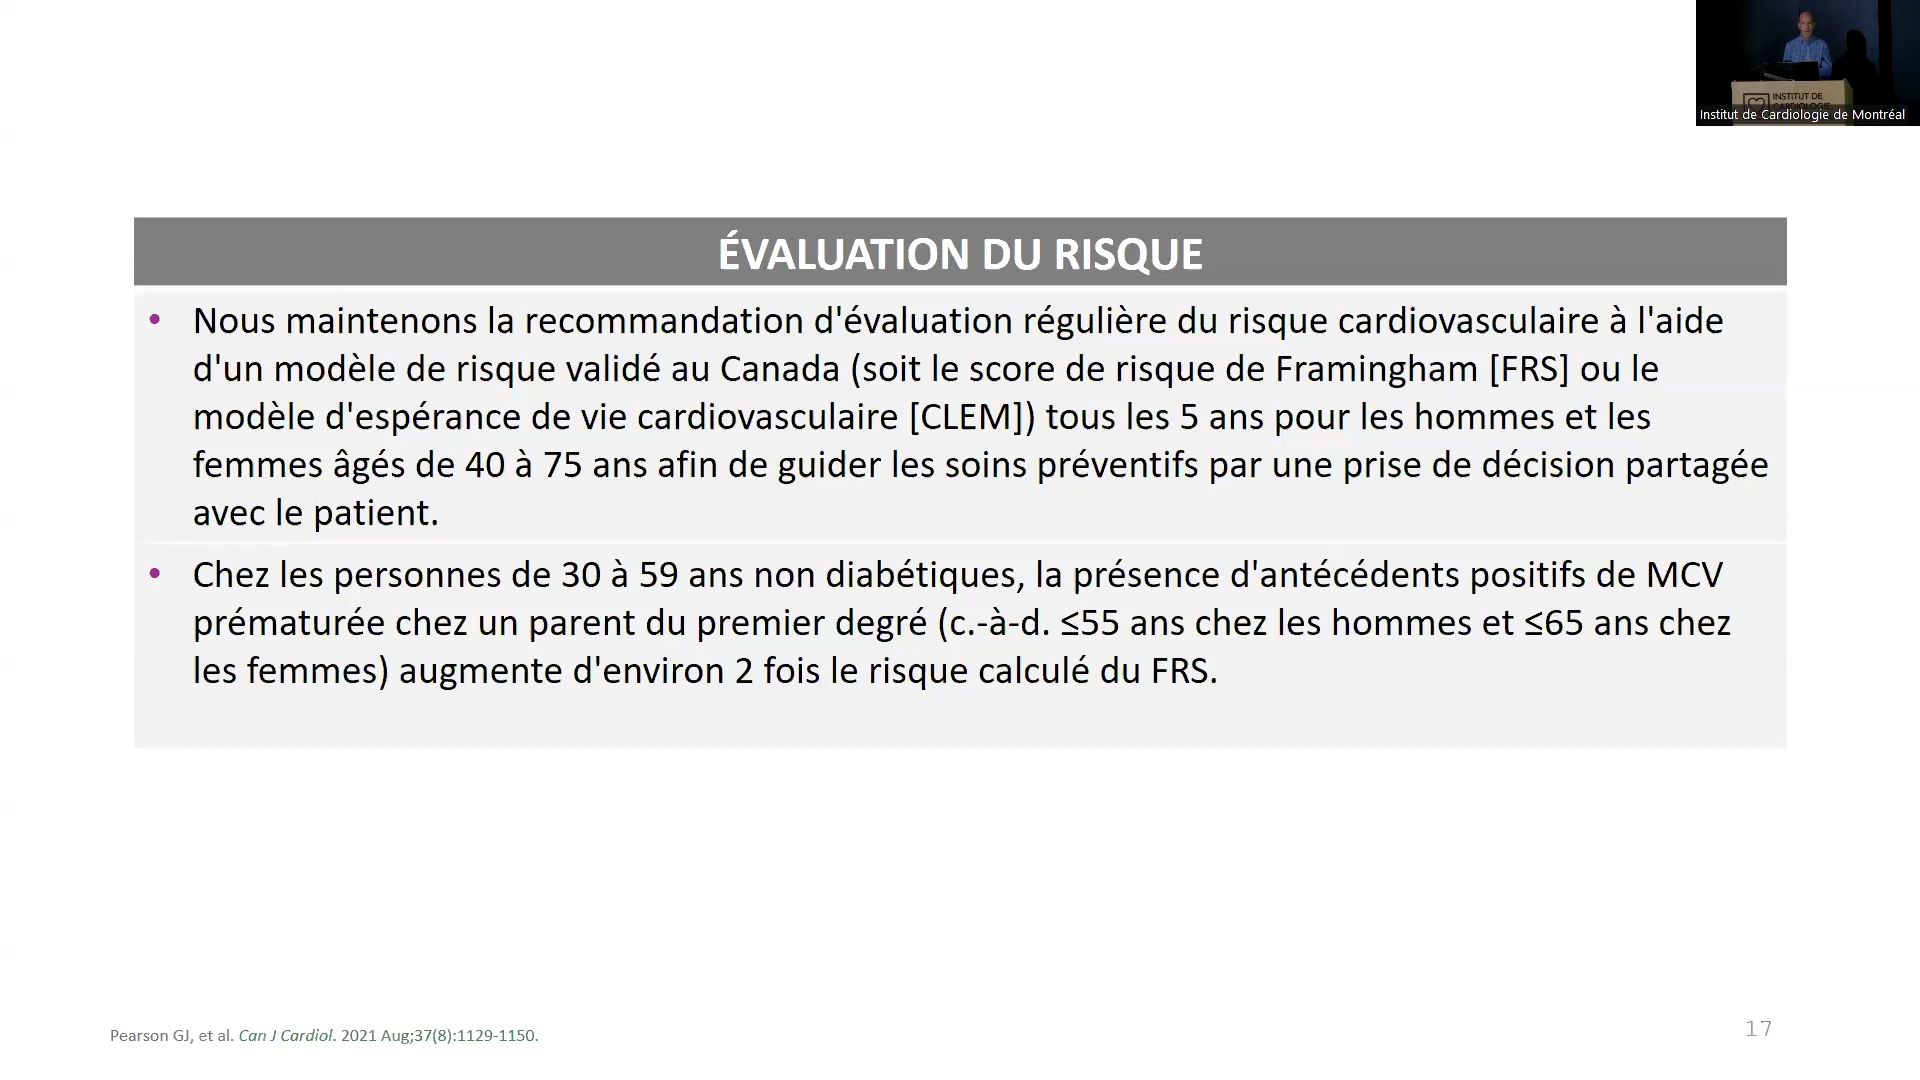 INSTITUT DE
CARDIOLOGIE
Institut de Cardiologie de Montréal
ÉVALUATION DU RISQUE
• Nous maintenons la recommandation d'évaluation régulière du risque cardiovasculaire à l'aide
d'un modèle de risque validé au Canada (soit le score de risque de Framingham [FRS] ou le
modèle d'espérance de vie cardiovasculaire [CLEM]) tous les 5 ans pour les hommes et les
femmes âgés de 40 à 75 ans afin de guider les soins préventifs par une prise de décision partagée
avec le patient.
• Chez les personnes de 30 à 59 ans non diabétiques, la présence d'antécédents positifs de MCV
prématurée chez un parent du premier degré (c.-à-d. ≤55 ans chez les hommes et ≤65 ans chez
les femmes) augmente d'environ 2 fois le risque calculé du FRS.
Pearson GJ, et al. Can J Cardiol. 2021 Aug;37(8):1129-1150.
17